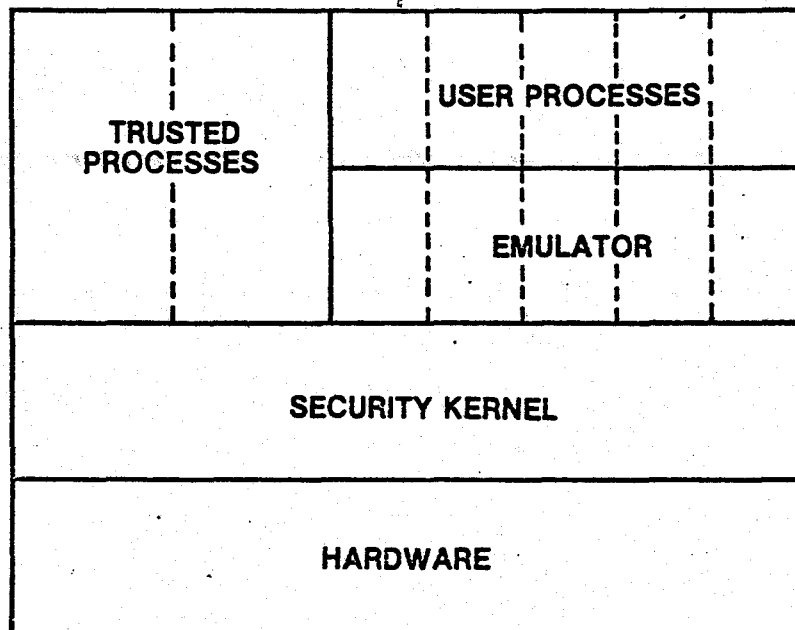 TRUSTED
PROCESSES
USER PROCESSES
EMULATOR
SECURITY KERNEL
HARDWARE